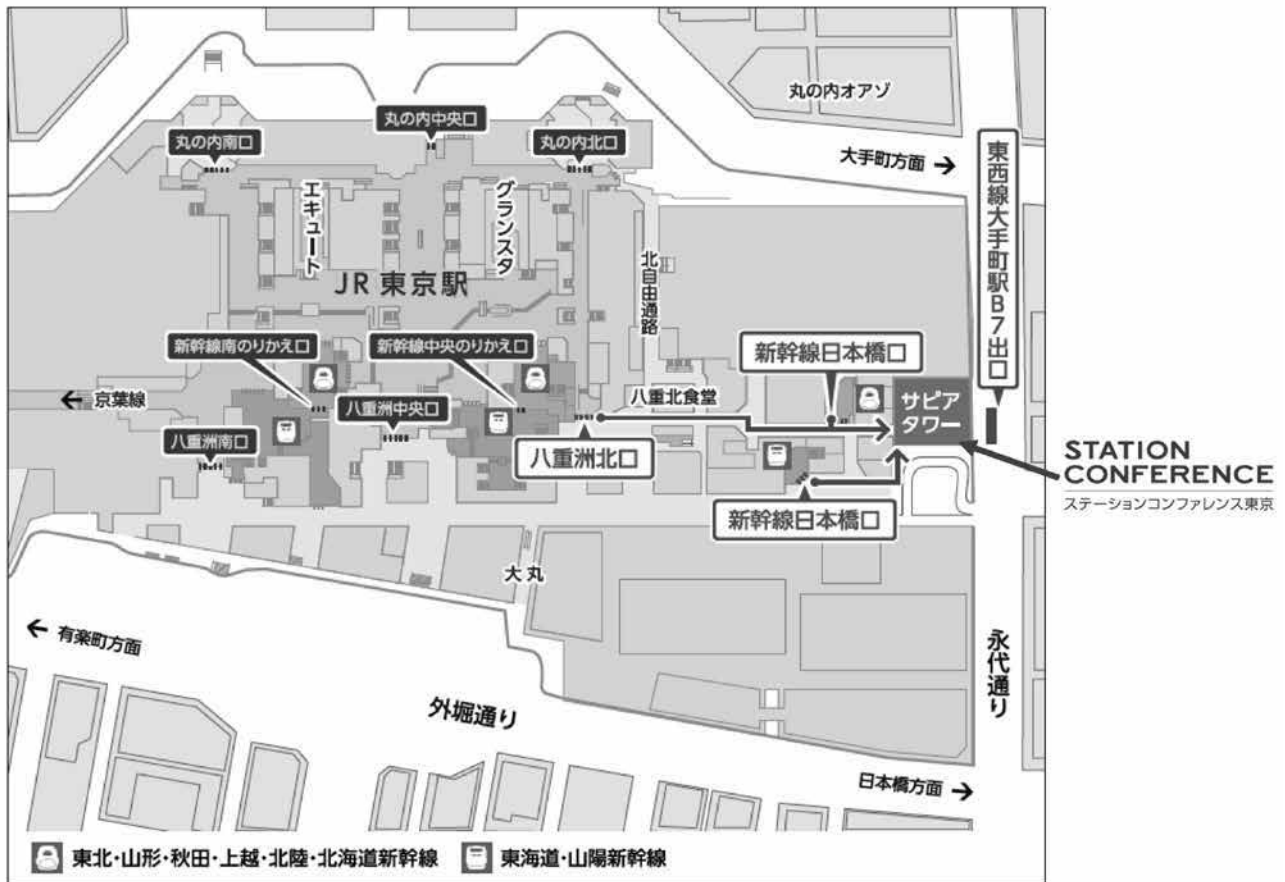 丸の内オアゾ
丸の内中央口
丸の内南口
丸の内北口
大手町方面
東西線大手町駅B7出口
エキュート
グランスタ
JR 東京駅
北自由通路
新幹線南のりかえ口
新幹線中央のりかえ口
新幹線日本橋口
京葉線
八重洲中央口
八重北食堂
サピア
タワー
八重洲南口
八重洲北口
新幹線日本橋口
STATION
CONFERENCE
ステーションコンファレンス東京
大丸
有楽町方面
外堀通り
永代通り
日本橋方面
東北・山形・秋田・上越・北陸・北海道新幹線
東海道・山陽新幹線